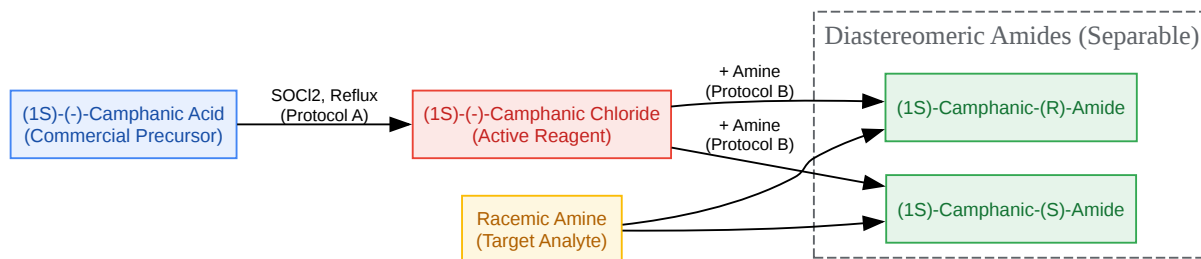 Diastereomeric Amides (Separable)
(1S)-(-)-Camphanic Acid
(Commercial Precursor)
SOCl2, Reflux
(Protocol A)
(1S)-(-)-Camphanic Chloride
(Active Reagent)
+ Amine
(Protocol B)
+ Amine
(Protocol B)
(1S)-Camphanic-(R)-Amide
Racemic Amine
(Target Analyte)
(1S)-Camphanic-(S)-Amide